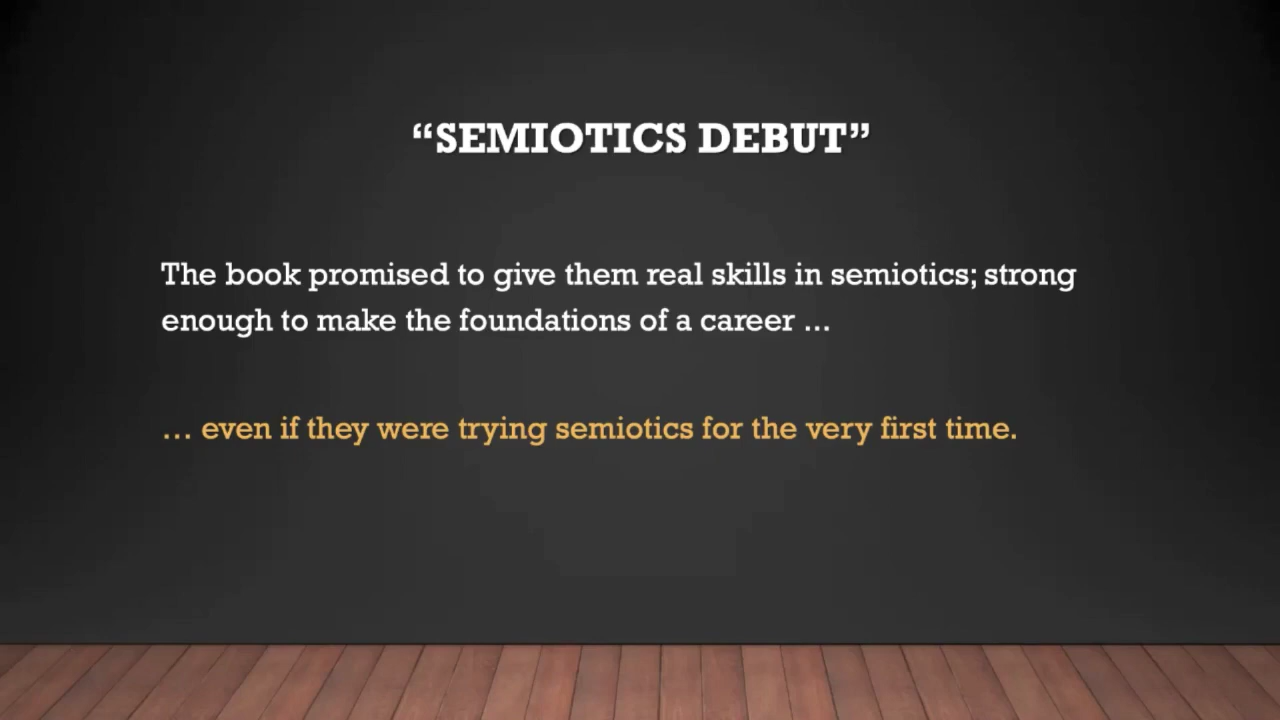 “SEMIOTICS DEBUT”
The book promised to give them real skills in semiotics; strong
enough to make the foundations of a career …
… even if they were trying semiotics for the very first time.